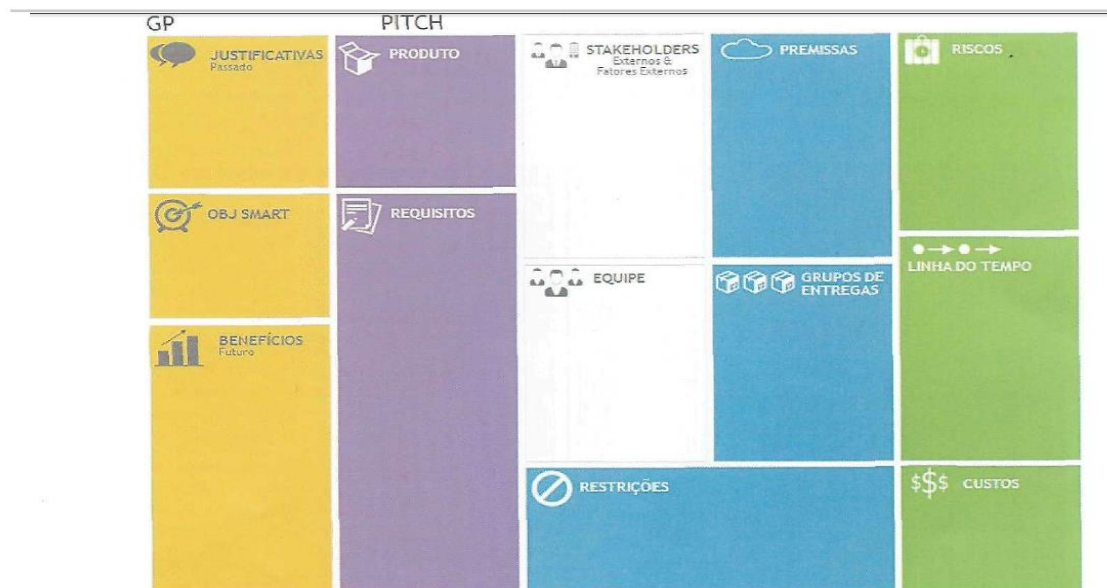 GP
PITCH
JUSTIFICATIVAS
Passado
OBJ SMART
BENEFÍCIOS
Futuro
PRODUTO
REQUISITOS
STAKEHOLDERS
Externos &
Fatores Externos
EQUIPE
PREMISSAS
GRUPOS DE
ENTREGAS
RESTRIÇÕES
RISCOS
LINHA DO TEMPO
$$$ CUSTOS